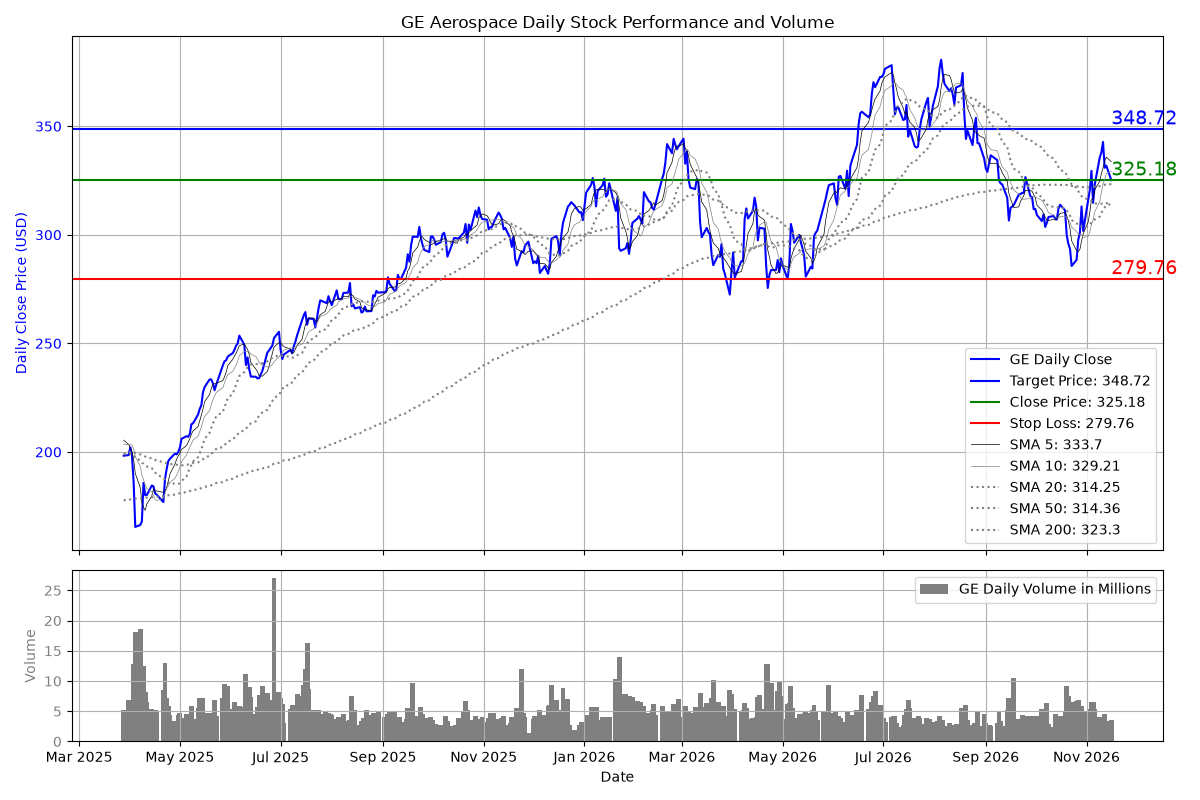 GE Aerospace Daily Stock Performance and Volume
Daily Close Price (USD)
350
300
250
200
348.72
325.18
279.76
GE Daily Close
Target Price: 348.72
Close Price: 325.18
Stop Loss: 279.76
SMA 5: 333.7
SMA 10: 329.21
SMA 20: 314.25
SMA 50: 314.36
SMA 200: 323.3
Volume
25
20
15
10
5
0
GE Daily Volume in Millions
Mar 2025 May 2025 Jul 2025 Sep 2025 Nov 2025 Jan 2026 Mar 2026 May 2026 Jul 2026 Sep 2026 Nov 2026
Date